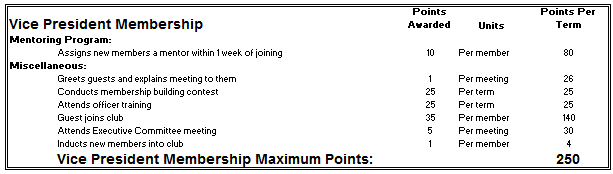 Vice President Membership Points Awarded Units Points Per Term
Mentoring Program:
Assigns new members a mentor within 1 week of joining 10 Per member 80
Miscellaneous:
Greets guests and explains meeting to them 1 Per meeting 26
Conducts membership building contest 25 Per term 25
Attends officer training 25 Per term 25
Guest joins club 35 Per member 140
Attends Executive Committee meeting 5 Per meeting 30
Inducts new members into club 1 Per member 4
Vice President Membership Maximum Points: 250